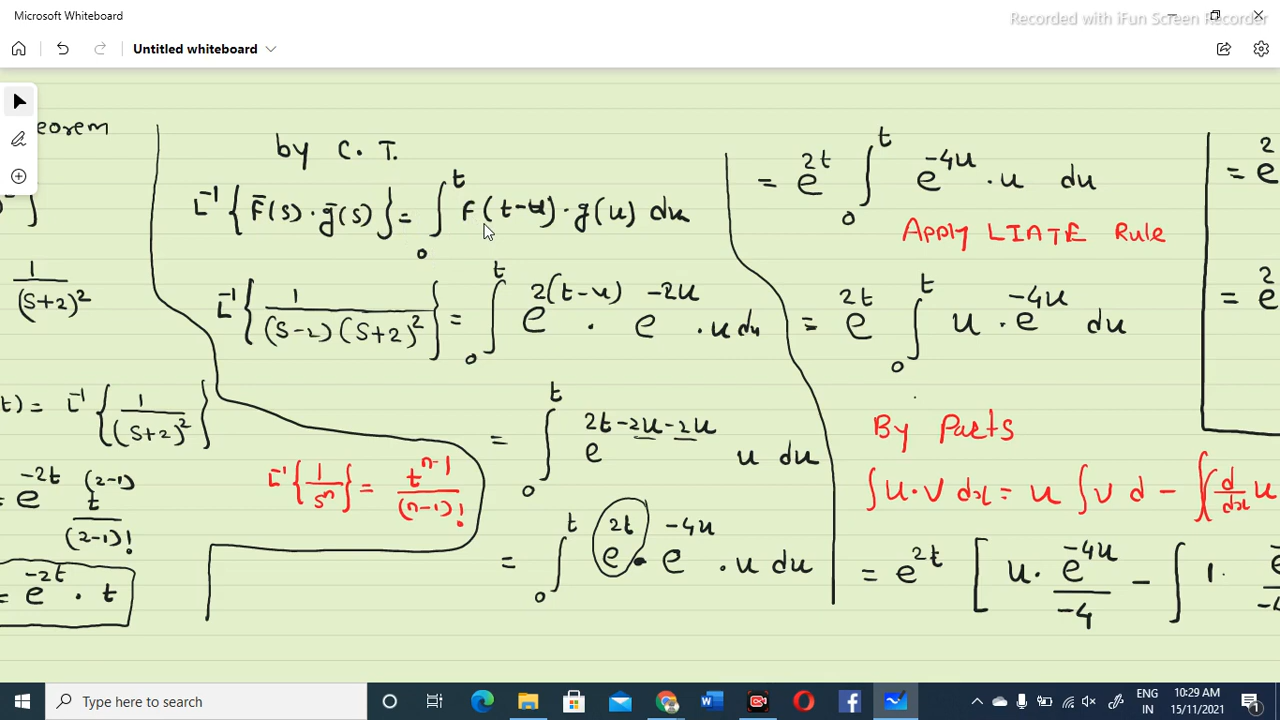 Microsoft Whiteboard
Recorded with iFun Screen Recorder
Untitled whiteboard
eorem
1
(S+2)²
t) = L⁻¹ { 1/(S+2)² }
= e^-2t t^(2-1)/(2-1)!
= e^-2t · t
by C. T.
L⁻¹ { F̄(s) · ḡ(s) } = ∫₀ᵗ F(t-u) · g(u) du
L⁻¹ { 1/((S-2)(S+2)²) } = ∫₀ᵗ e^2(t-u) · e^-2u · u du
= ∫₀ᵗ e^2t-2u-2u u du
L⁻¹ { 1/sⁿ } = t^n-1/(n-1)!
= ∫₀ᵗ e^2t · e^-4u · u du
= e^2t ∫₀ᵗ e^-4u · u du
Apply LIATE Rule
= e^2t ∫₀ᵗ u · e^-4u du
By Parts
∫u·v dx = u ∫v d - ∫(d/dx u
= e^2t [ u · e^-4u/-4 - ∫ 1 · e/-4
= e²
= e²
Type here to search
ENG
IN
10:29 AM
15/11/2021